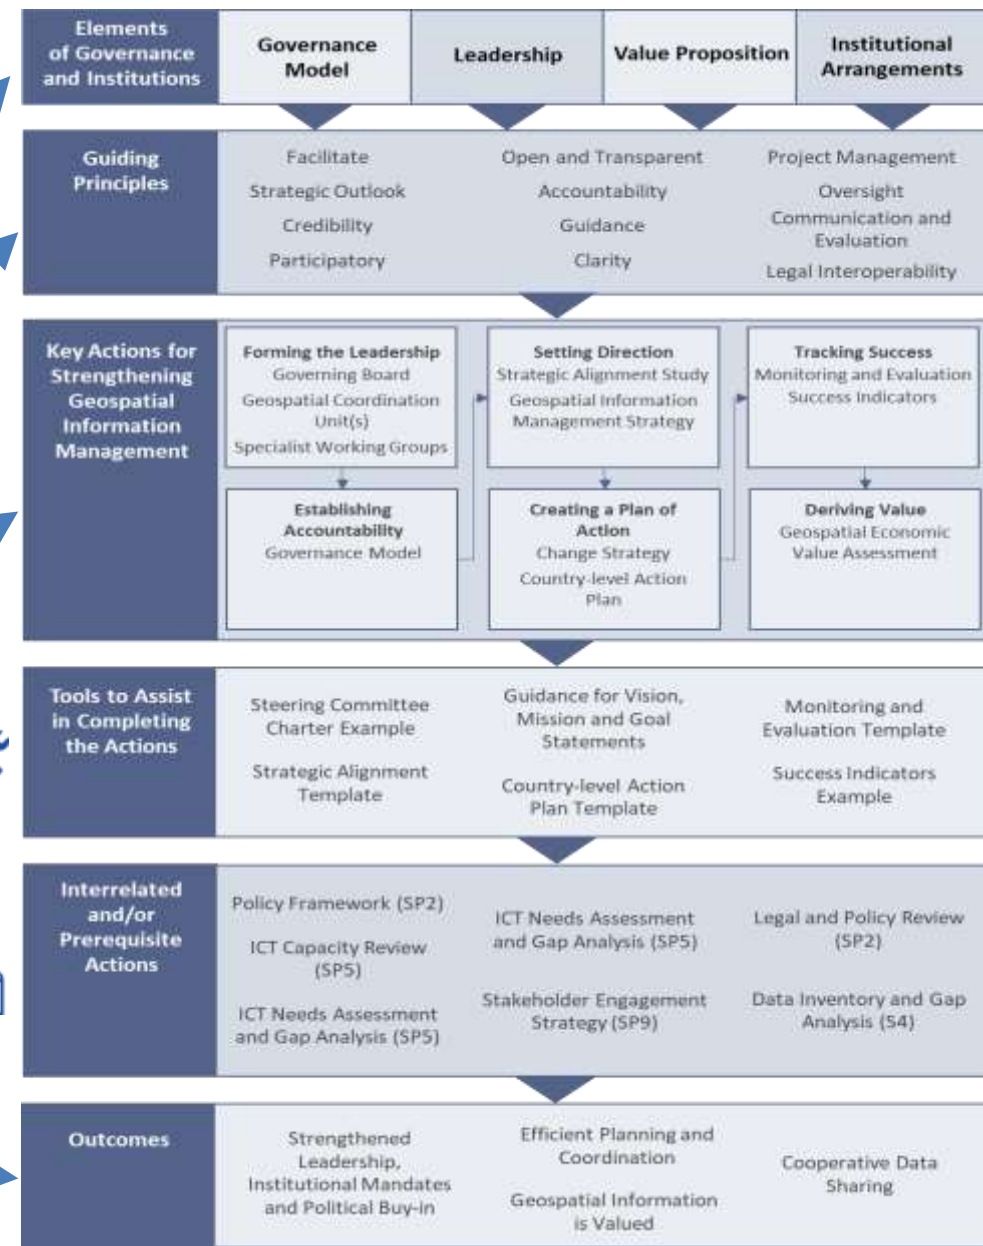 Elements
of Governance
and Institutions
Governance
Model
Leadership
Value Proposition
Institutional
Arrangements
Guiding
Principles
Facilitate
Strategic Outlook
Credibility
Participatory
Open and Transparent
Accountability
Guidance
Clarity
Project Management
Oversight
Communication and
Evaluation
Legal Interoperability
Key Actions for
Strengthening
Geospatial
Information
Management
Forming the Leadership
Governing Board
Geospatial Coordination
Unit(s)
Specialist Working Groups
Establishing
Accountability
Governance Model
Setting Direction
Strategic Alignment Study
Geospatial Information
Management Strategy
Creating a Plan of
Action
Change Strategy
Country-level Action
Plan
Tracking Success
Monitoring and Evaluation
Success Indicators
Deriving Value
Geospatial Economic
Value Assessment
Tools to Assist
in Completing
the Actions
Steering Committee
Charter Example
Strategic Alignment
Template
Guidance for Vision,
Mission and Goal
Statements
Country-level Action
Plan Template
Monitoring and
Evaluation Template
Success Indicators
Example
Interrelated
and/or
Prerequisite
Actions
Policy Framework (SP2)
ICT Capacity Review
(SP5)
ICT Needs Assessment
and Gap Analysis (SP5)
ICT Needs Assessment
and Gap Analysis (SP5)
Stakeholder Engagement
Strategy (SP9)
Legal and Policy Review
(SP2)
Data Inventory and Gap
Analysis (S4)
Outcomes
Strengthened
Leadership,
Institutional Mandates
and Political Buy-in
Efficient Planning and
Coordination
Geospatial Information
is Valued
Cooperative Data
Sharing